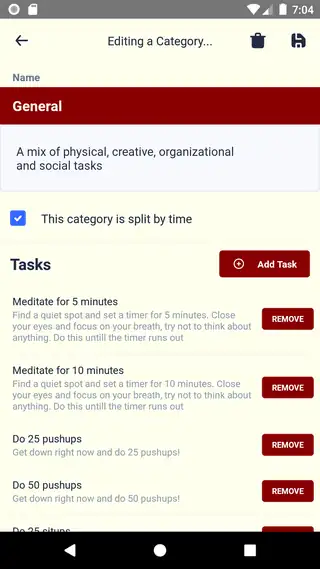 7:04
Editing a Category...
Name
General
A mix of physical, creative, organizational
and social tasks
This category is split by time
Tasks
Add Task
Meditate for 5 minutes
Find a quiet spot and set a timer for 5 minutes. Close
your eyes and focus on your breath, try not to think about
anything. Do this untill the timer runs out
REMOVE
Meditate for 10 minutes
Find a quiet spot and set a timer for 10 minutes. Close
your eyes and focus on your breath, try not to think about
anything. Do this untill the timer runs out
REMOVE
Do 25 pushups
Get down right now and do 25 pushups!
REMOVE
Do 50 pushups
Get down right now and do 50 pushups!
REMOVE
Do 25 situps